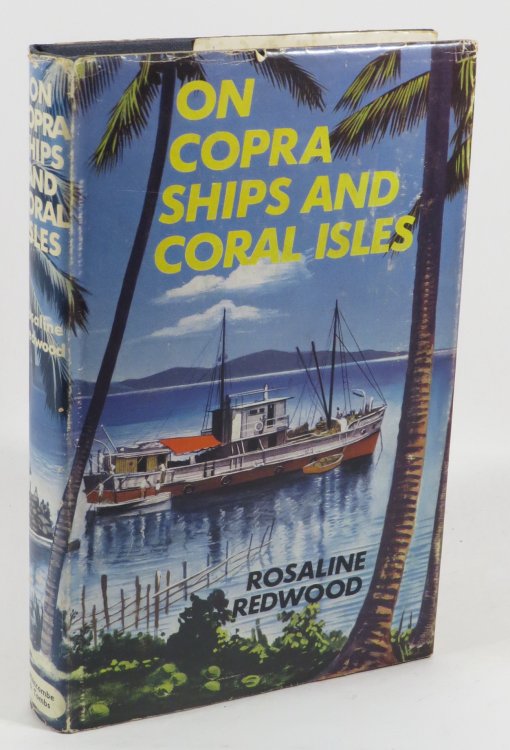 ON
COPRA
SHIPS AND
CORAL ISLES
ROSALINE
REDWOOD
ON
COPRA
SHIPS
AND
CORAL
ISLES
Rosaline
Redwood